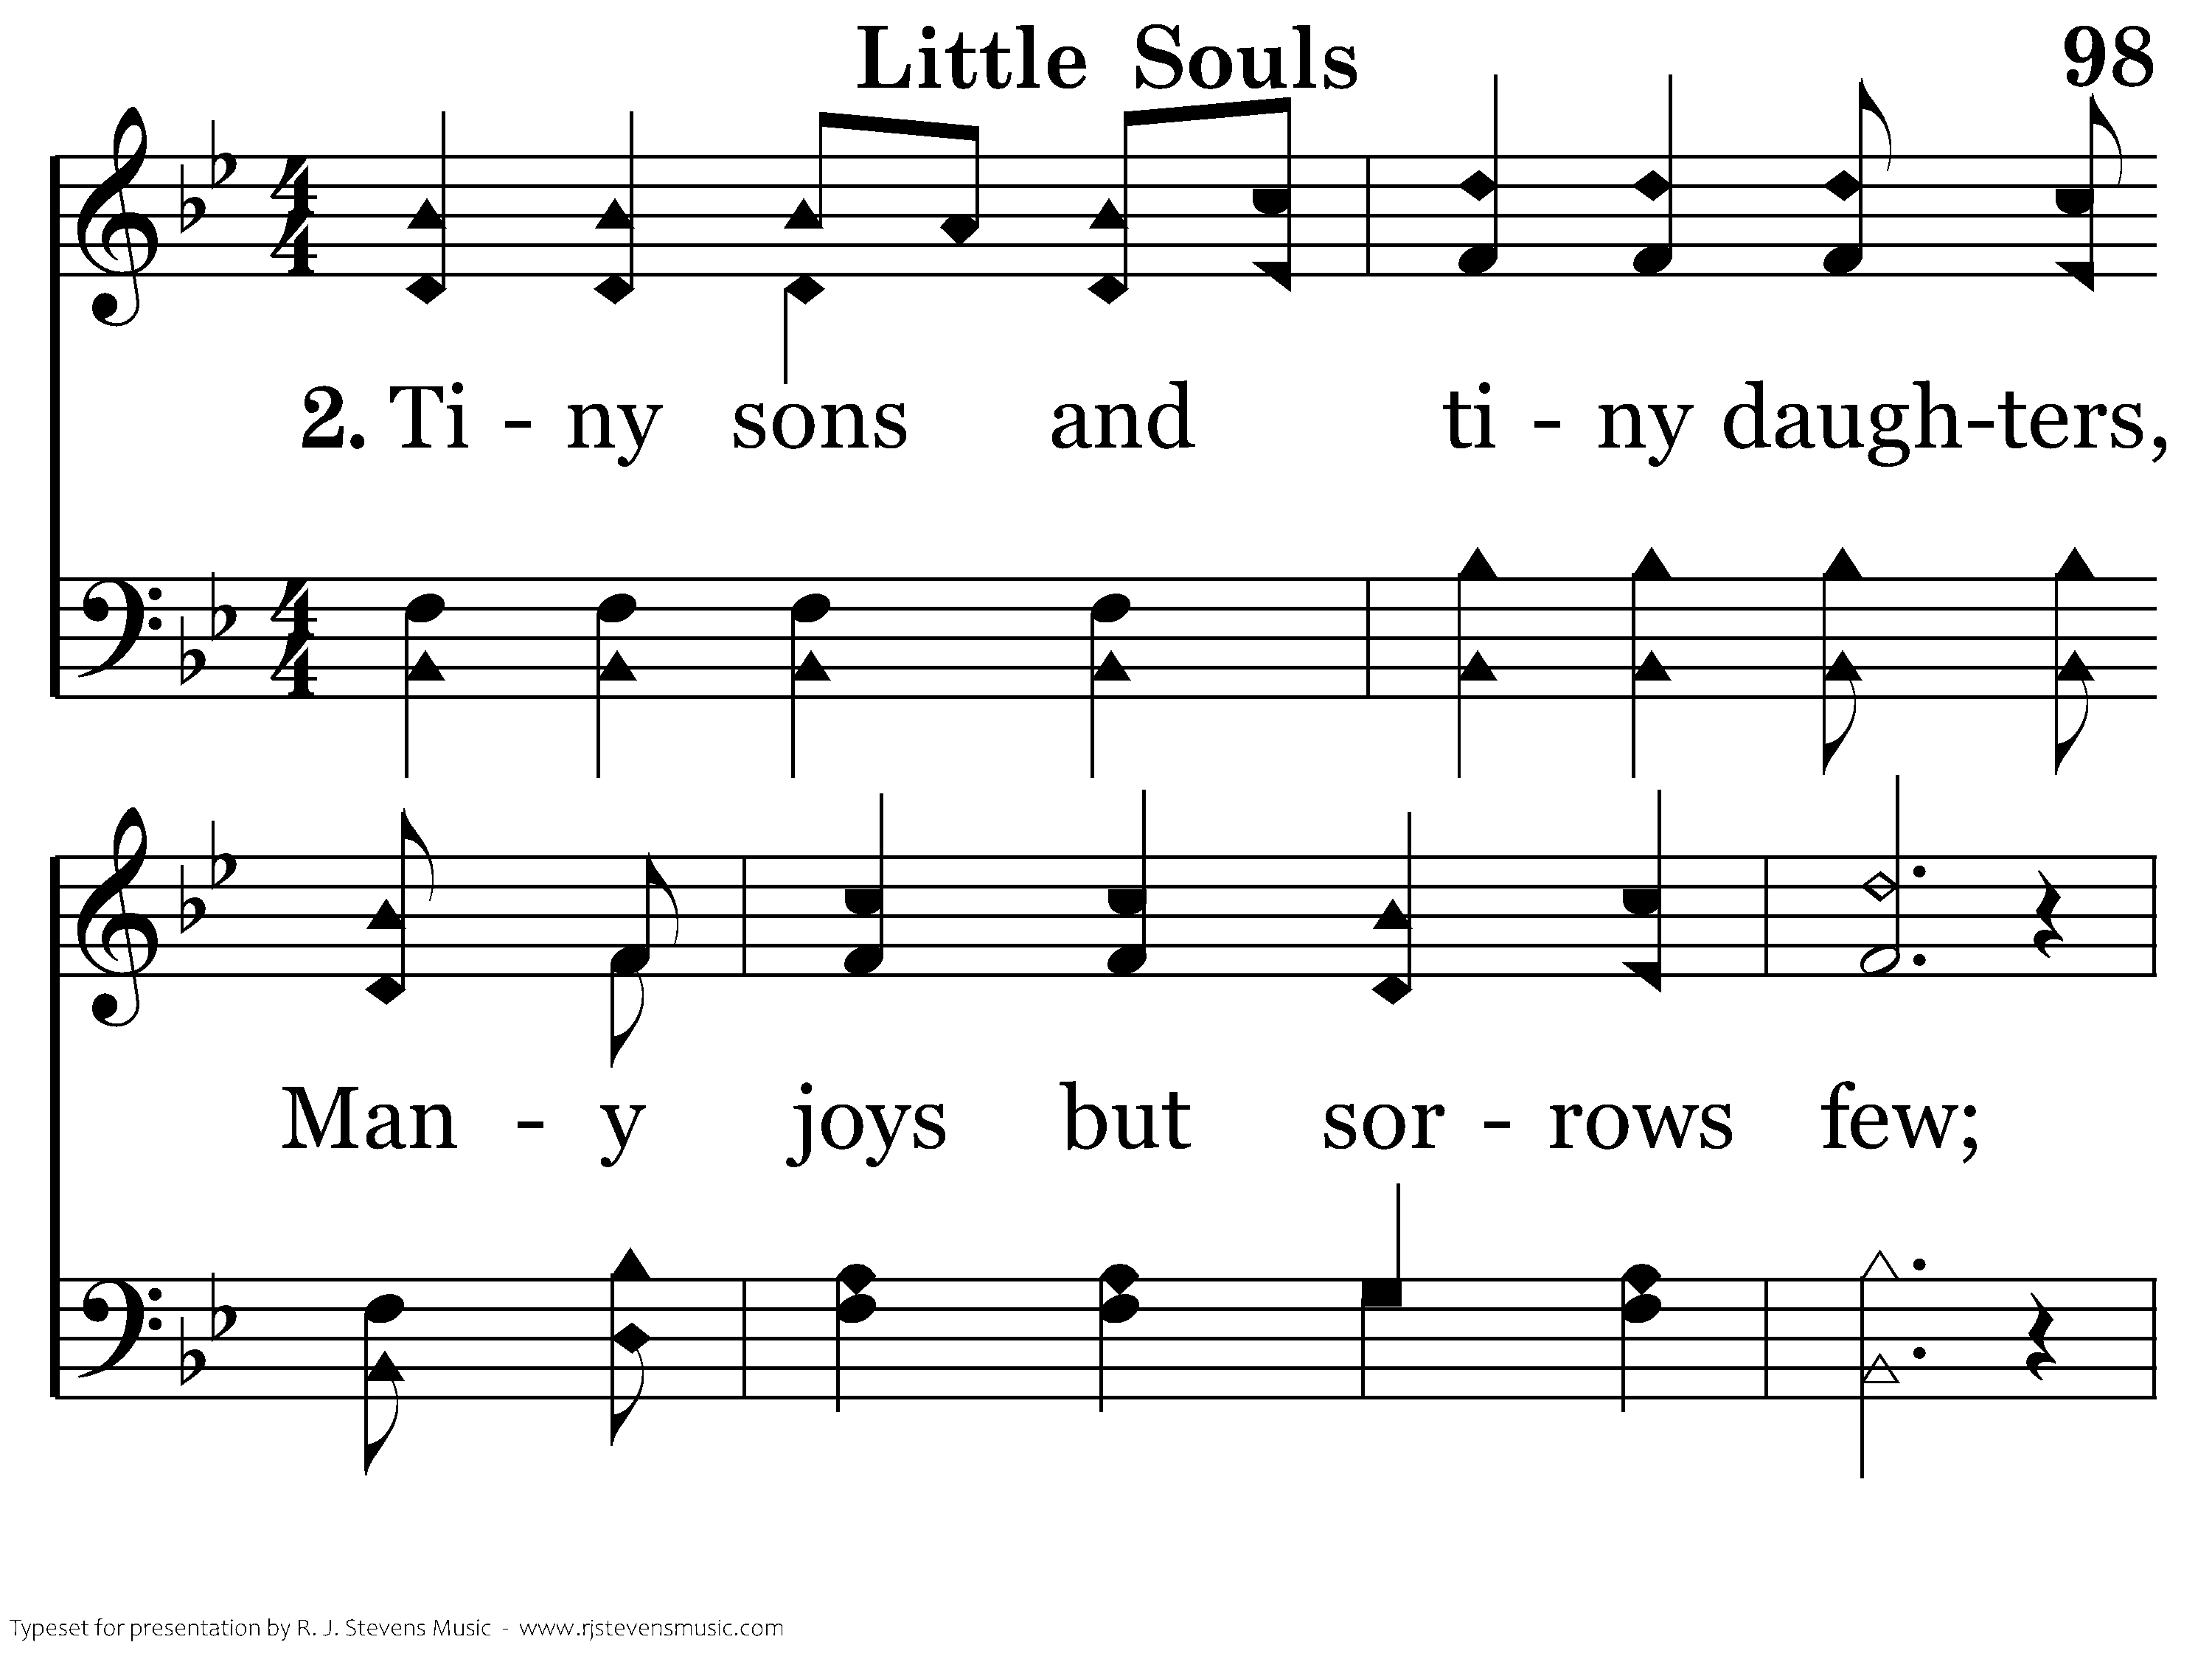 Little Souls 98
2. Ti - ny sons and ti - ny daugh-ters,
Man - y joys but sor - rows few;
Typeset for presentation by R. J. Stevens Music - www.rjstevensmusic.com